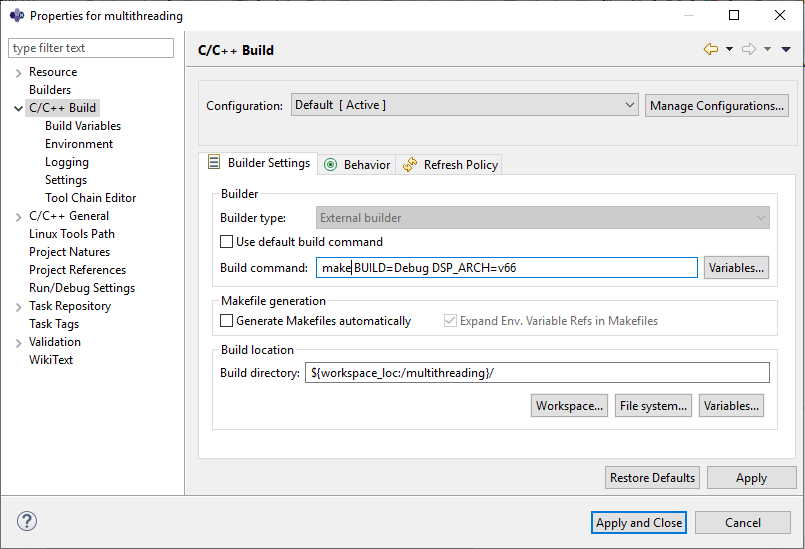 Properties for multithreading
type filter text
Resource
Builders
C/C++ Build
Build Variables
Environment
Logging
Settings
Tool Chain Editor
C/C++ General
Linux Tools Path
Project Natures
Project References
Run/Debug Settings
Task Repository
Task Tags
Validation
WikiText
C/C++ Build
Configuration: Default [ Active ] Manage Configurations...
Builder Settings Behavior Refresh Policy
Builder
Builder type: External builder
Use default build command
Build command: make BUILD=Debug DSP_ARCH=v66 Variables...
Makefile generation
Generate Makefiles automatically Expand Env. Variable Refs in Makefiles
Build location
Build directory: ${workspace_loc:/multithreading}/
Workspace... File system... Variables...
Restore Defaults Apply
? Apply and Close Cancel